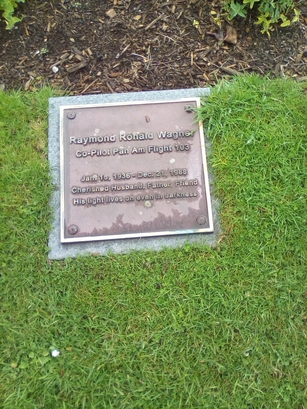 Raymond Ronald Wagner
Co-Pilot Pan Am Flight 103
Jan. 18, 1936 - Dec. 21, 1988
Cherished Husband, Father, Friend
His light lives on even in darkness